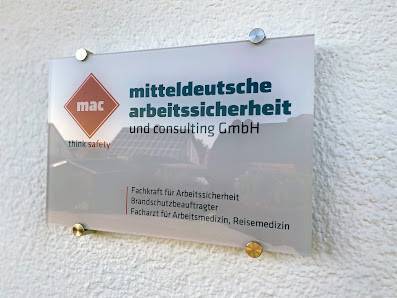 mac
think safety
mitteldeutsche
arbeitssicherheit
und consulting GmbH
Fachkraft für Arbeitssicherheit
Brandschutzbeauftragter
Facharzt für Arbeitsmedizin, Reisemedizin